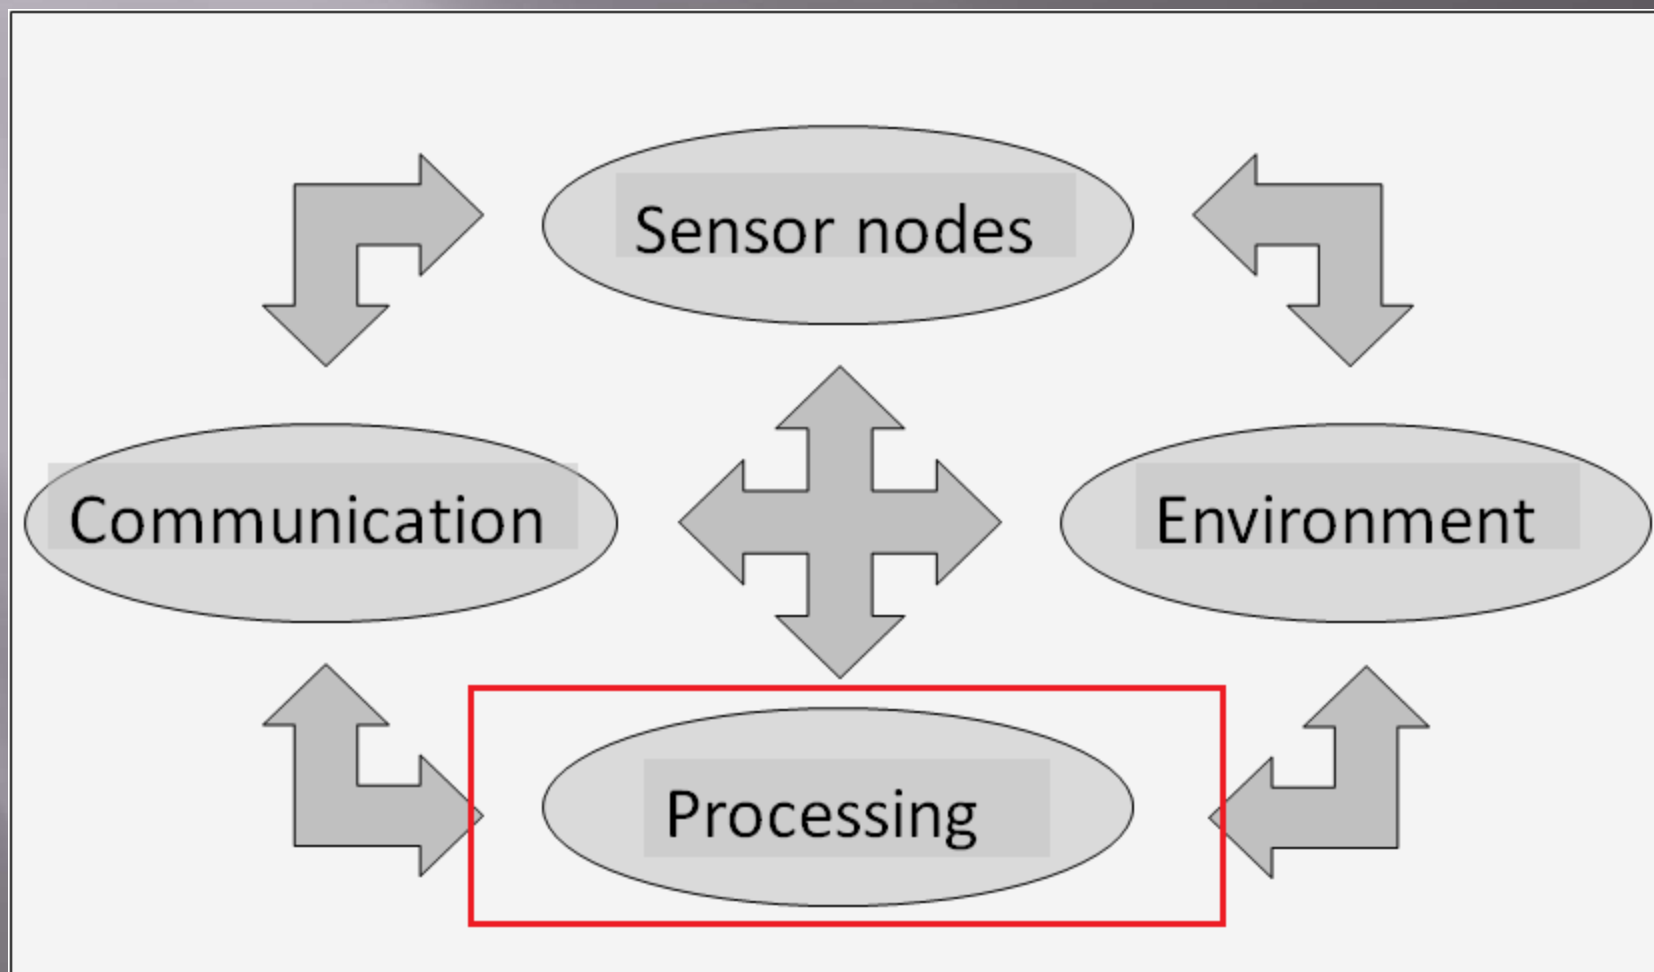 Sensor nodes
Communication
Environment
Processing